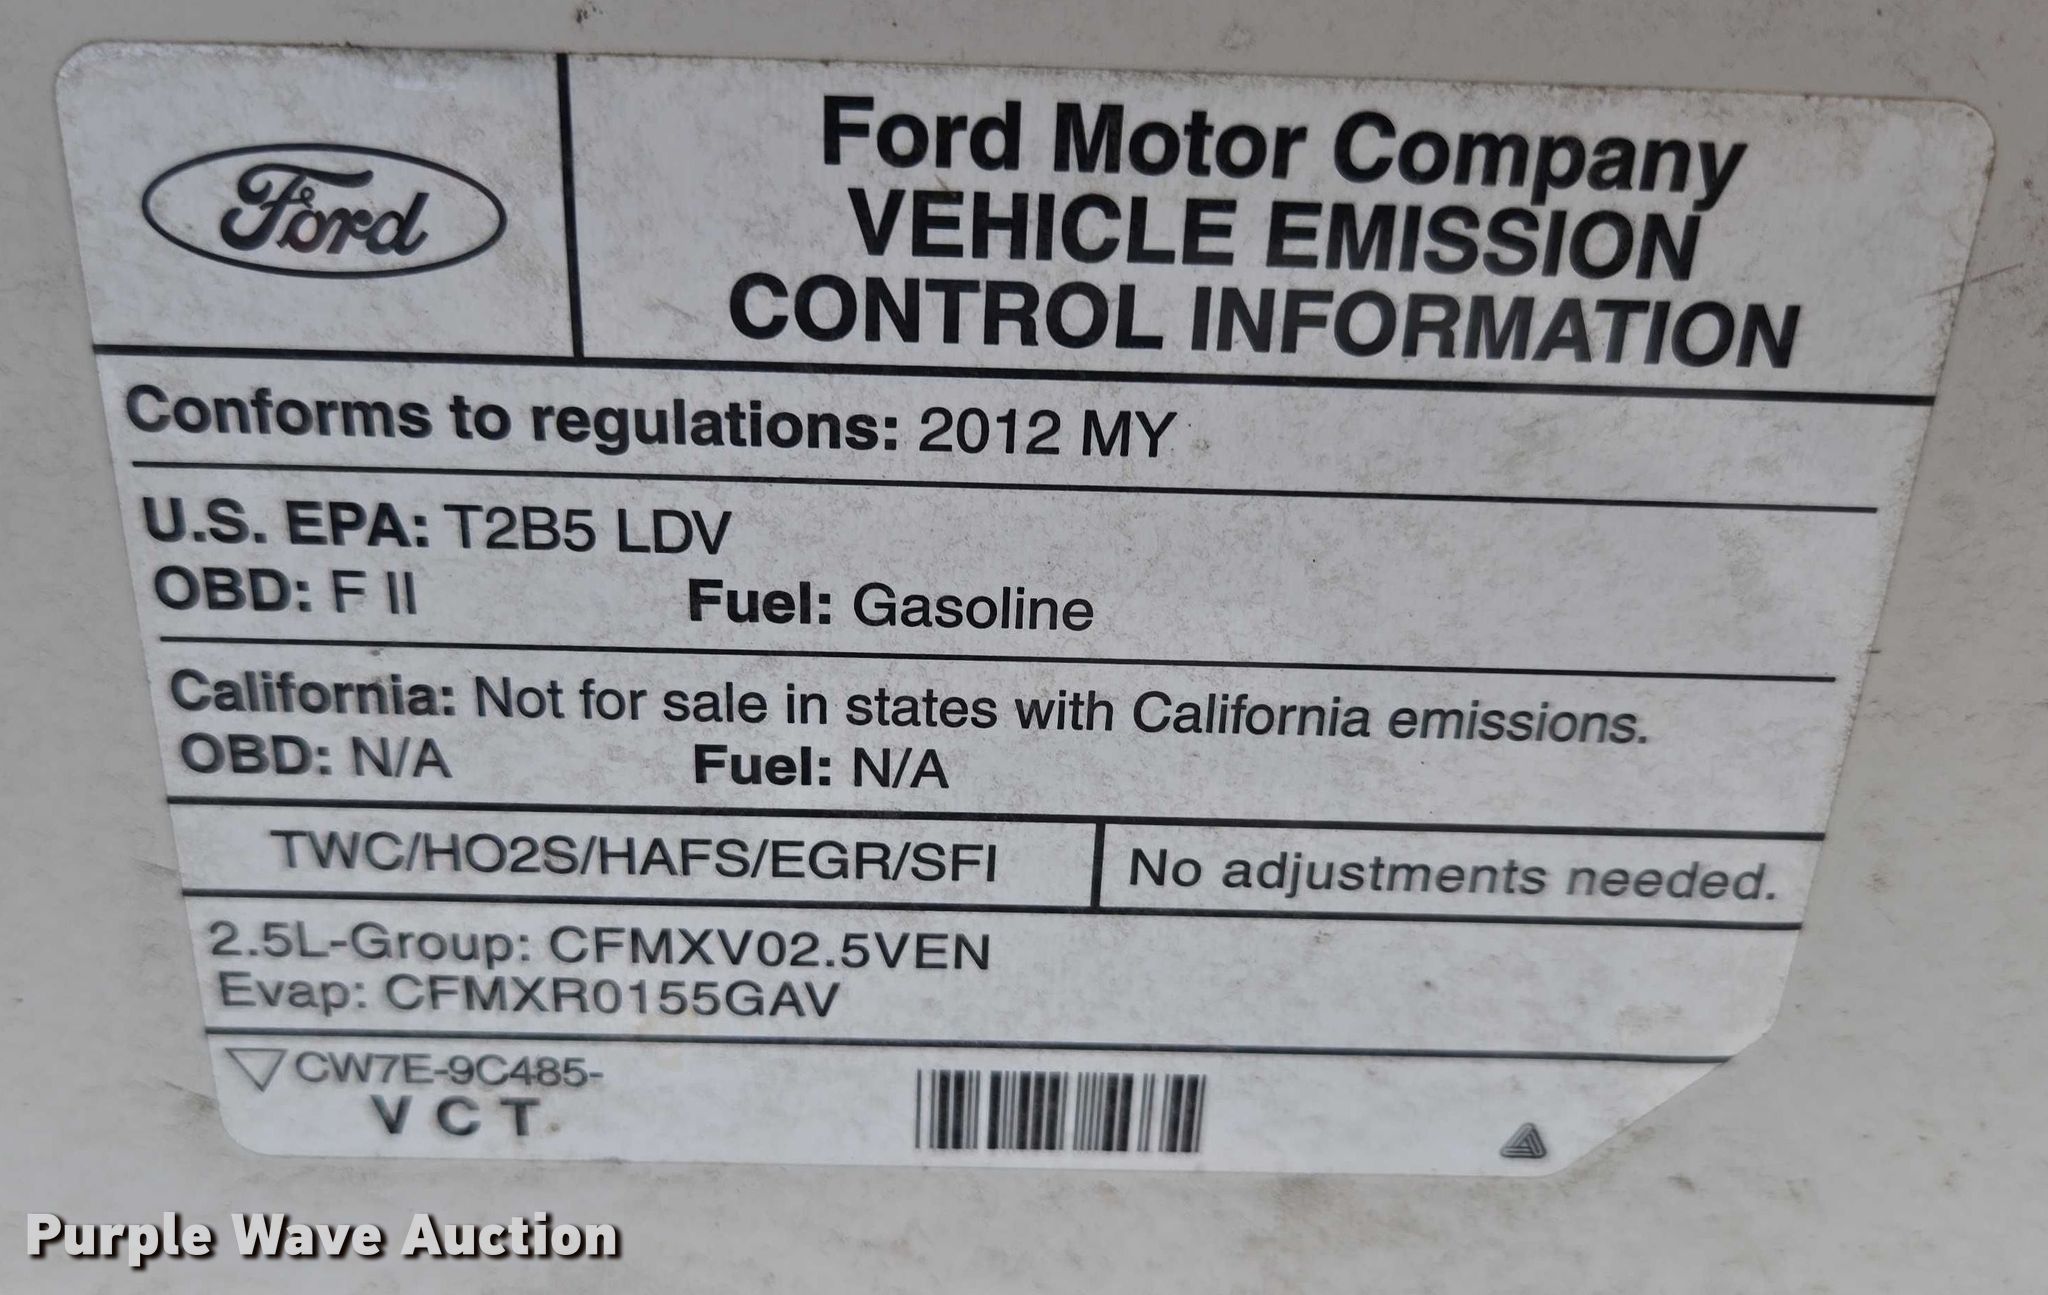 Ford
Ford Motor Company
VEHICLE EMISSION
CONTROL INFORMATION
Conforms to regulations: 2012 MY
U.S. EPA: T2B5 LDV
OBD: F II Fuel: Gasoline
California: Not for sale in states with California emissions.
OBD: N/A Fuel: N/A
TWC/HO2S/HAFS/EGR/SFI No adjustments needed.
2.5L-Group: CFMXV02.5VEN
Evap: CFMXR0155GAV
CW7E-9C485-
V C T
Purple Wave Auction